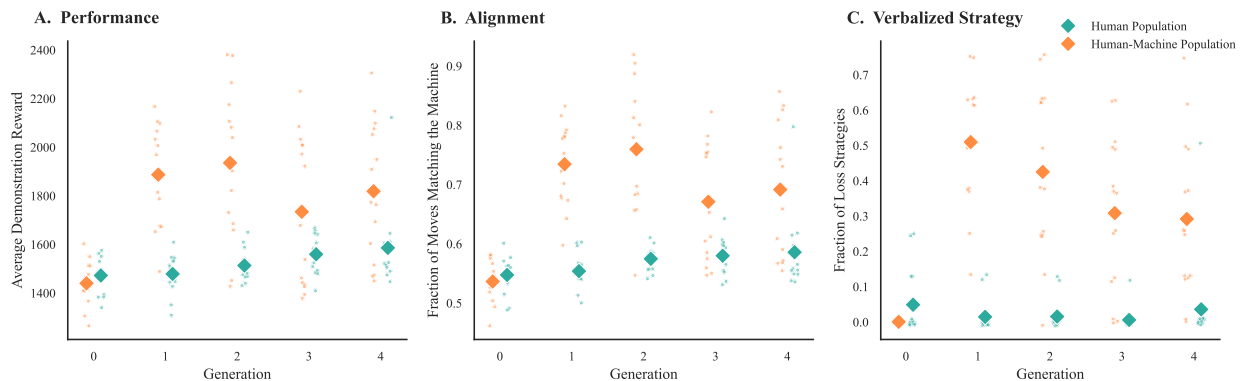 A. Performance
Average Demonstration Reward
2400
2200
2000
1800
1600
1400
0 1 2 3 4
Generation
B. Alignment
Fraction of Moves Matching the Machine
0.9
0.8
0.7
0.6
0.5
0 1 2 3 4
Generation
C. Verbalized Strategy
Human Population
Human-Machine Population
Fraction of Loss Strategies
0.7
0.6
0.5
0.4
0.3
0.2
0.1
0.0
0 1 2 3 4
Generation